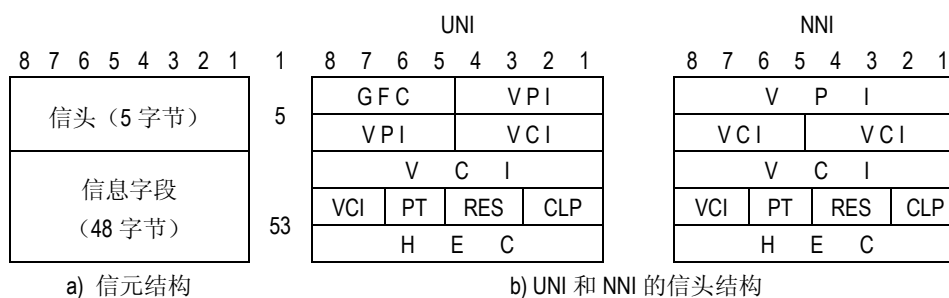 UNI NNI
8 7 6 5 4 3 2 1 1 8 7 6 5 4 3 2 1 8 7 6 5 4 3 2 1
信头（5 字节） 5 GFC VPI V P I
VPI VCI VCI VCI
信息字段 V C I V C I
（48 字节） 53 VCI PT RES CLP VCI PT RES CLP
H E C H E C
a) 信元结构 b) UNI 和 NNI 的信头结构